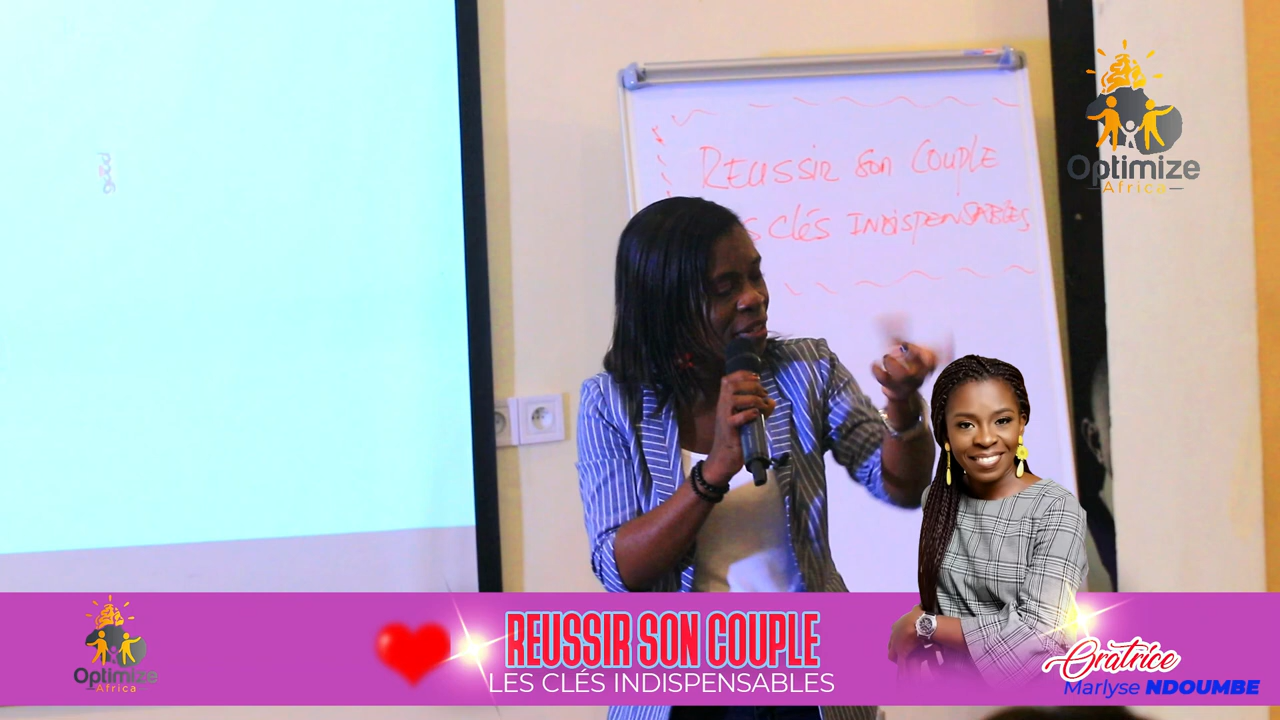 REUSSIR Son COUPLE
CLéS INDISPENSABLES
Optimize
Africa
Optimize
Africa
REUSSIR SON COUPLE
LES CLÉS INDISPENSABLES
Oratrice
Marlyse NDOUMBE